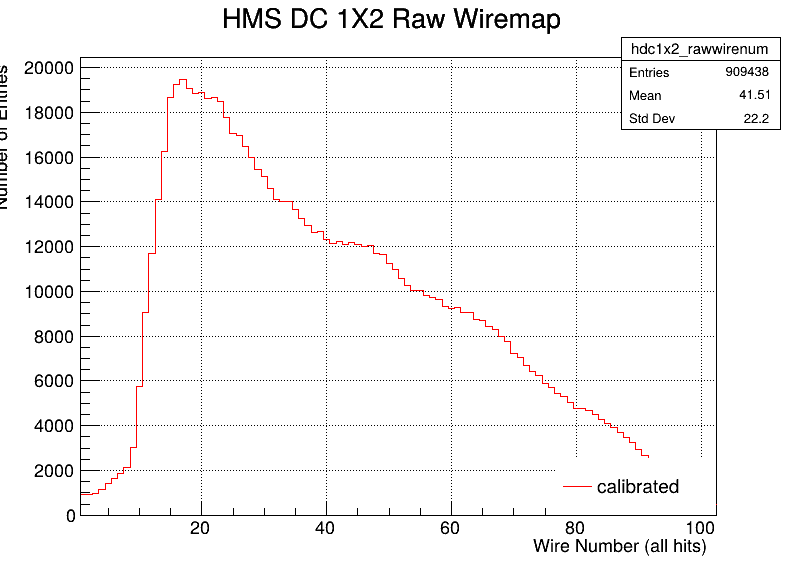 HMS DC 1X2 Raw Wiremap
hdc1x2_rawwirenum
Entries 909438
Mean 41.51
Std Dev 22.2
Number of Entries
20000
18000
16000
14000
12000
10000
8000
6000
4000
2000
0
calibrated
20 40 60 80 100
Wire Number (all hits)